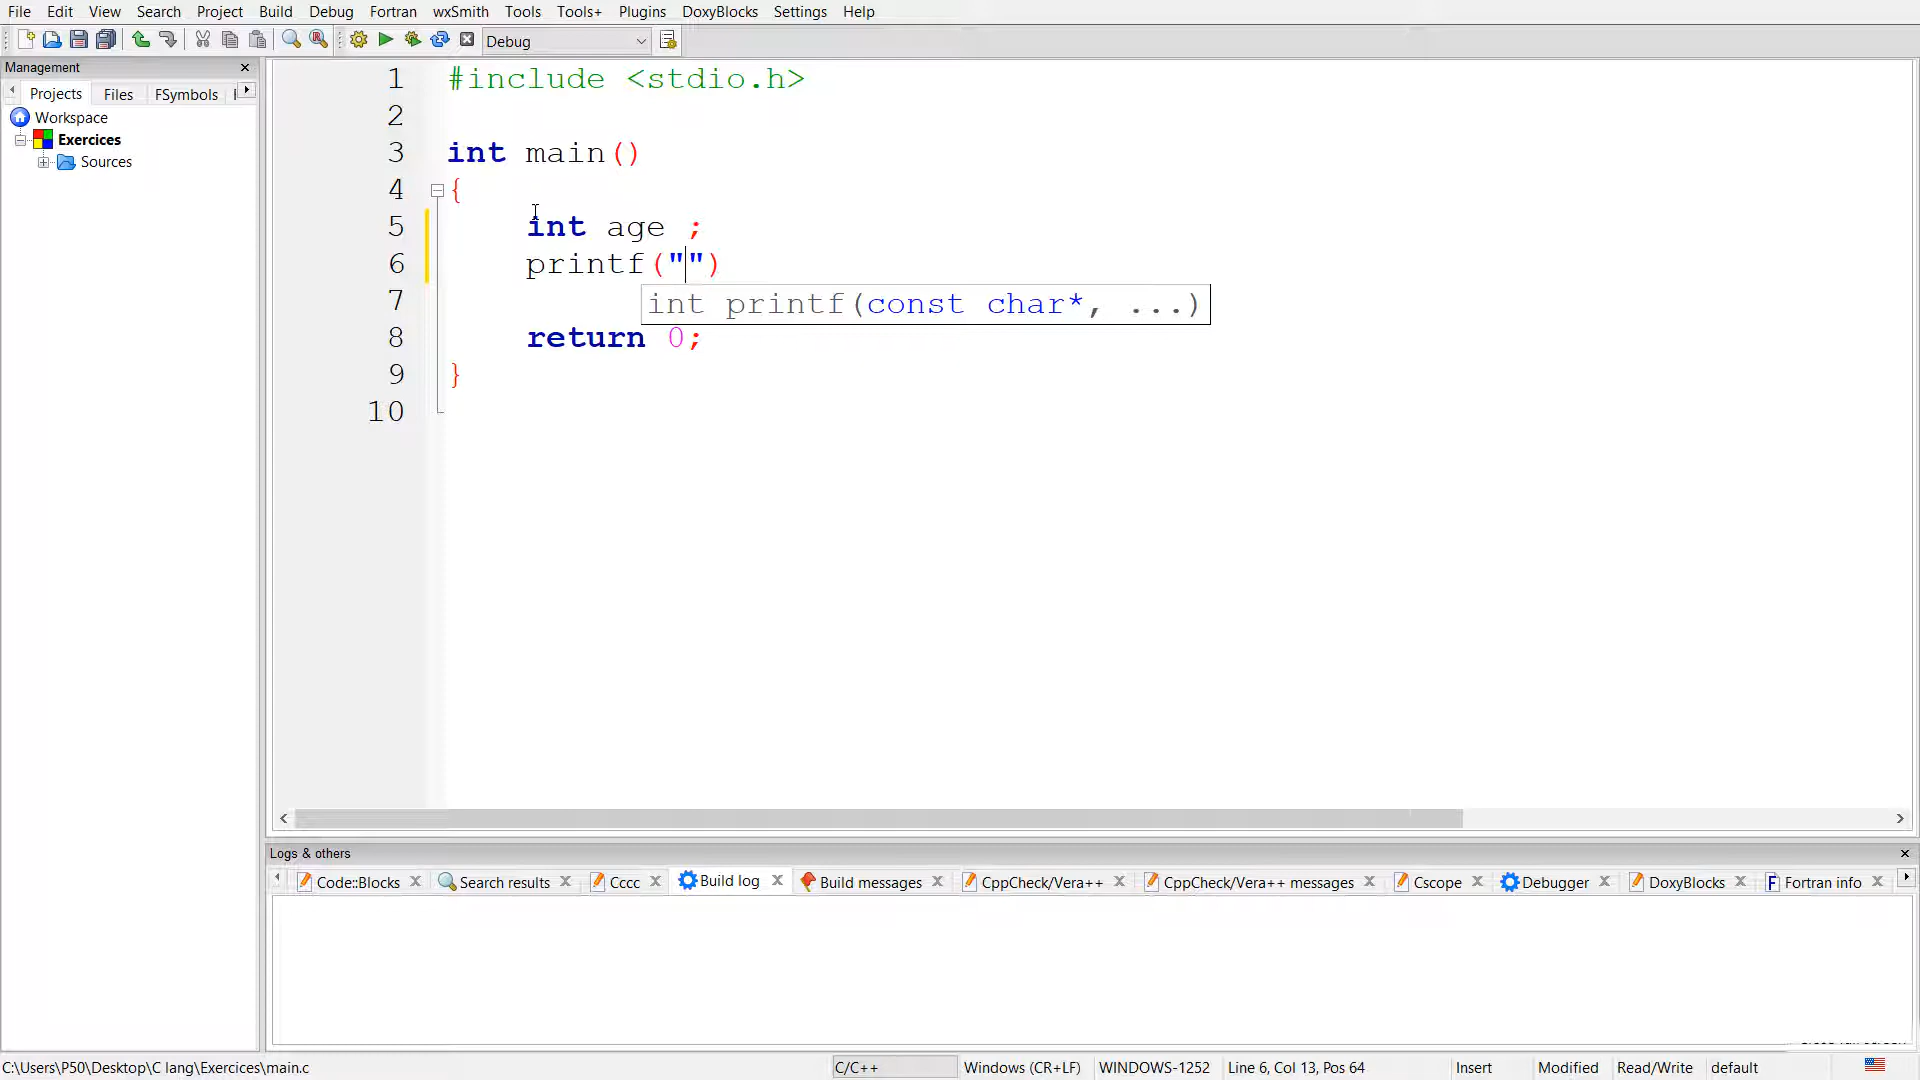 File Edit View Search Project Build Debug Fortran wxSmith Tools Tools+ Plugins DoxyBlocks Settings Help
Debug
Management
Projects Files FSymbols
Workspace
Exercices
Sources
1 #include <stdio.h>
2
3 int main()
4 {
5 int age ;
6 printf("")
7 int printf(const char*, ...)
8 return 0;
9 }
10
Logs & others
Code::Blocks Search results Cccc Build log Build messages CppCheck/Vera++ CppCheck/Vera++ messages Cscope Debugger DoxyBlocks Fortran info
C:\Users\P50\Desktop\C lang\Exercices\main.c C/C++ Windows (CR+LF) WINDOWS-1252 Line 6, Col 13, Pos 64 Insert Modified Read/Write default